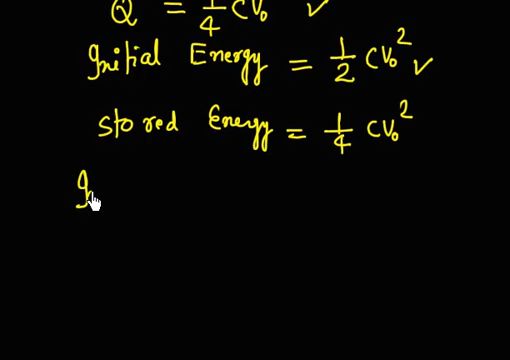 Q = 1/4 CV₀ ✓
Initial Energy = 1/2 CV₀² ✓
stored Energy = 1/4 CV₀²